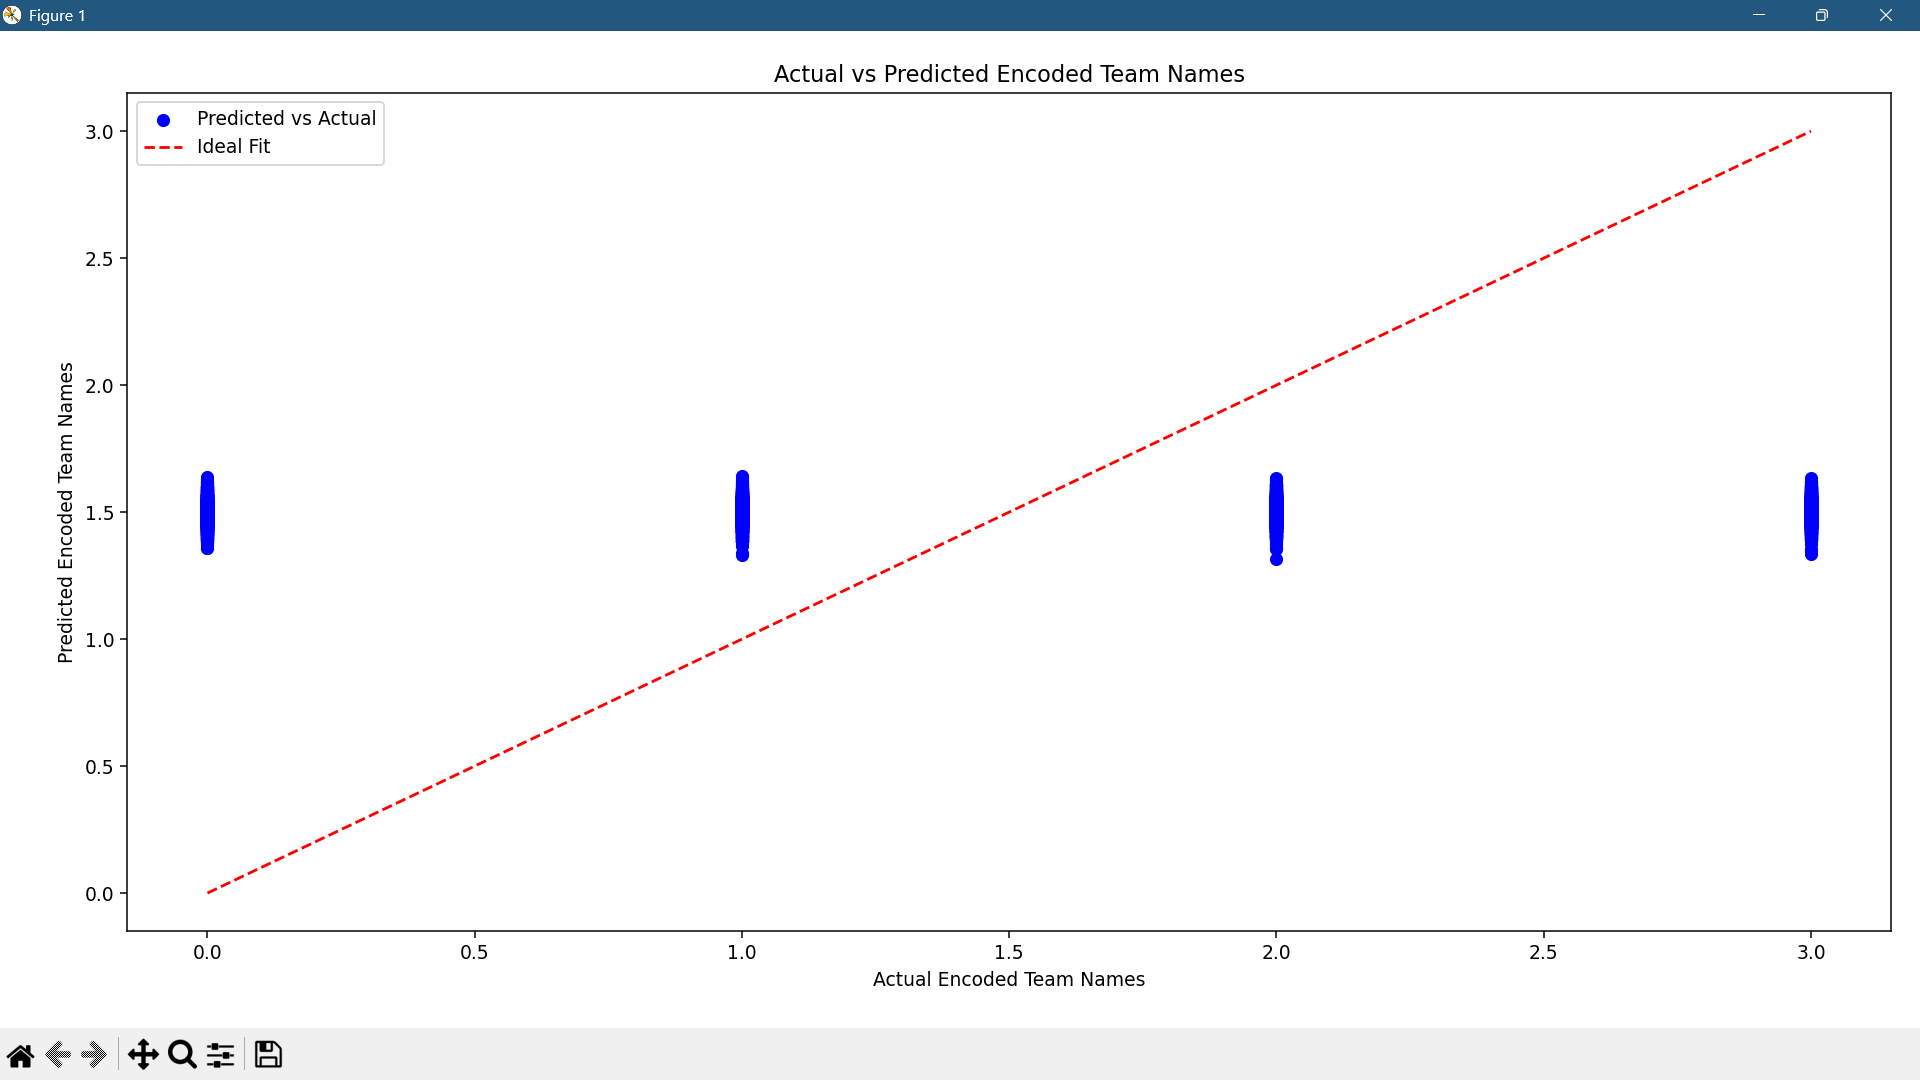 Figure 1
Actual vs Predicted Encoded Team Names
Predicted vs Actual
Ideal Fit
3.0
2.5
2.0
1.5
1.0
0.5
0.0
Predicted Encoded Team Names
0.0 0.5 1.0 1.5 2.0 2.5 3.0
Actual Encoded Team Names